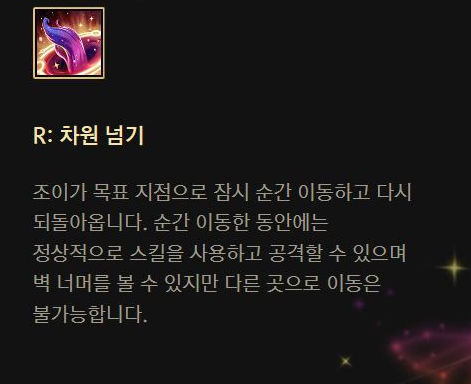 R: 차원 넘기
조이가 목표 지점으로 잠시 순간 이동하고 다시
되돌아옵니다. 순간 이동한 동안에는
정상적으로 스킬을 사용하고 공격할 수 있으며
벽 너머를 볼 수 있지만 다른 곳으로 이동은
불가능합니다.